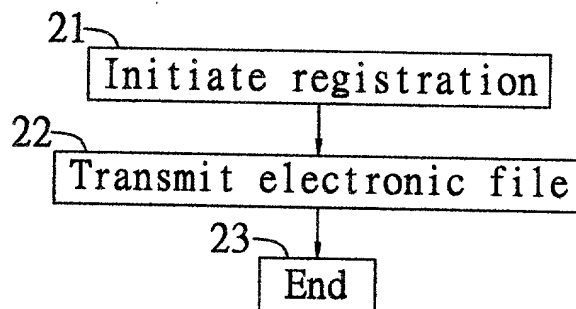 21
Initiate registration
22
Transmit electronic file
23
End